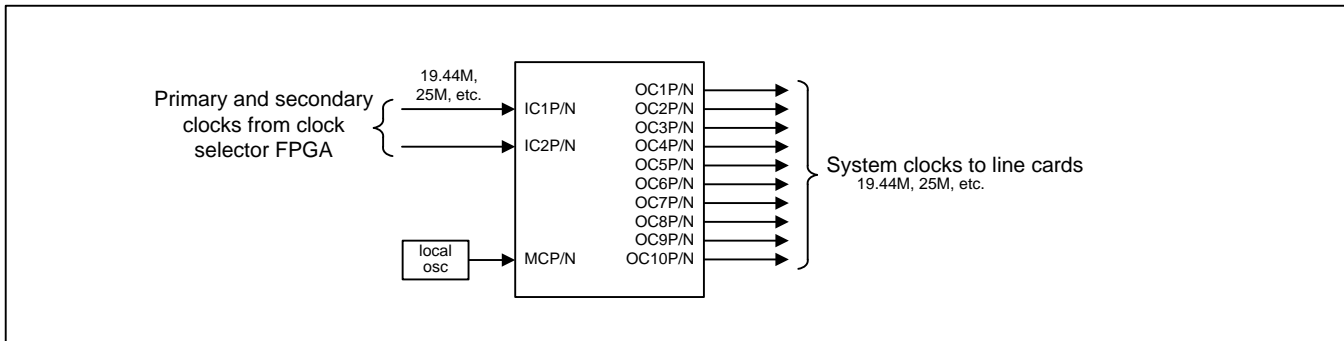 Primary and secondary
clocks from clock
selector FPGA
19.44M,
25M, etc.
IC1P/N
IC2P/N
local
osc
MCP/N
OC1P/N
OC2P/N
OC3P/N
OC4P/N
OC5P/N
OC6P/N
OC7P/N
OC8P/N
OC9P/N
OC10P/N
System clocks to line cards
19.44M, 25M, etc.